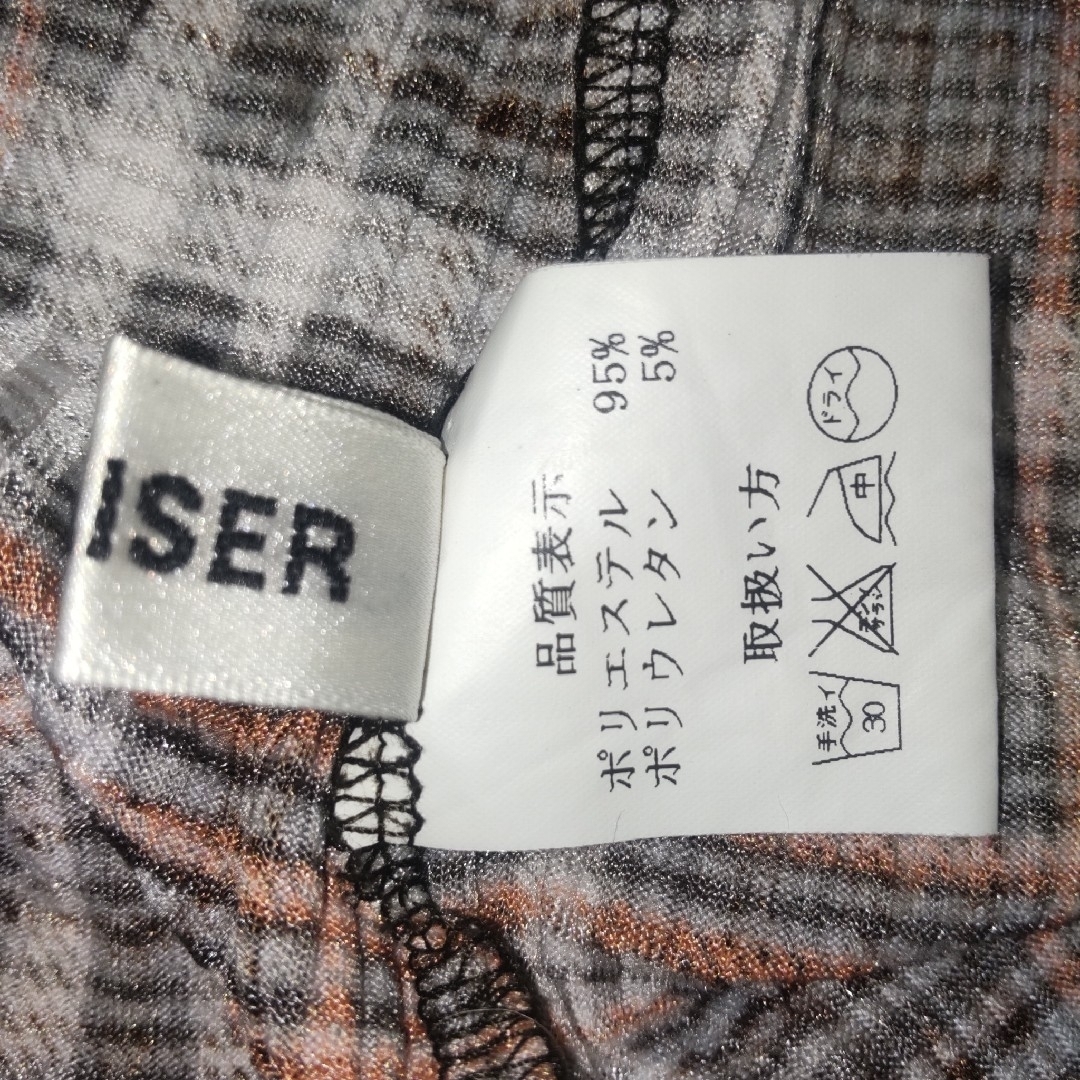 ISER
品質表示
ポリエステル 95%
ポリウレタン 5%
取扱い方
手洗イ
30
中
ドライ